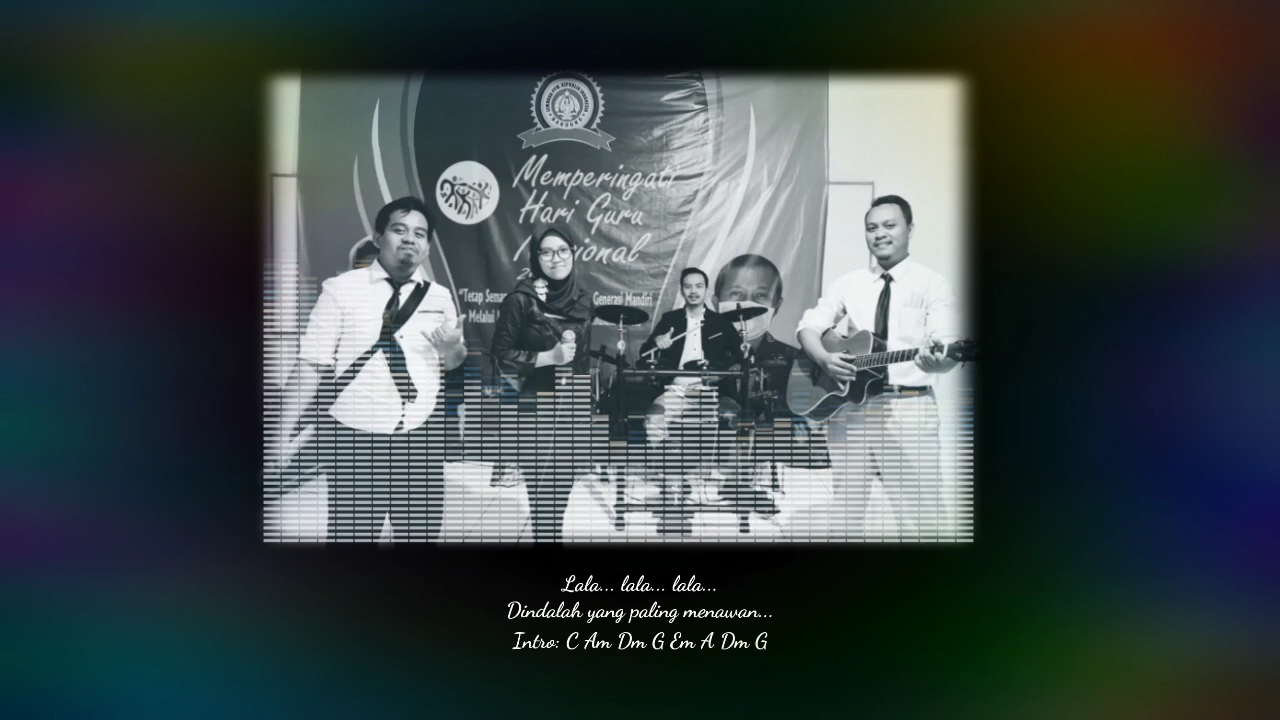 Memperingati
Hari Guru
Generasi Mandiri
"Tetap
Melalui
Lala... lala... lala...
Dindalah yang paling menawan...
Intro: C Am Dm G Em A Dm G